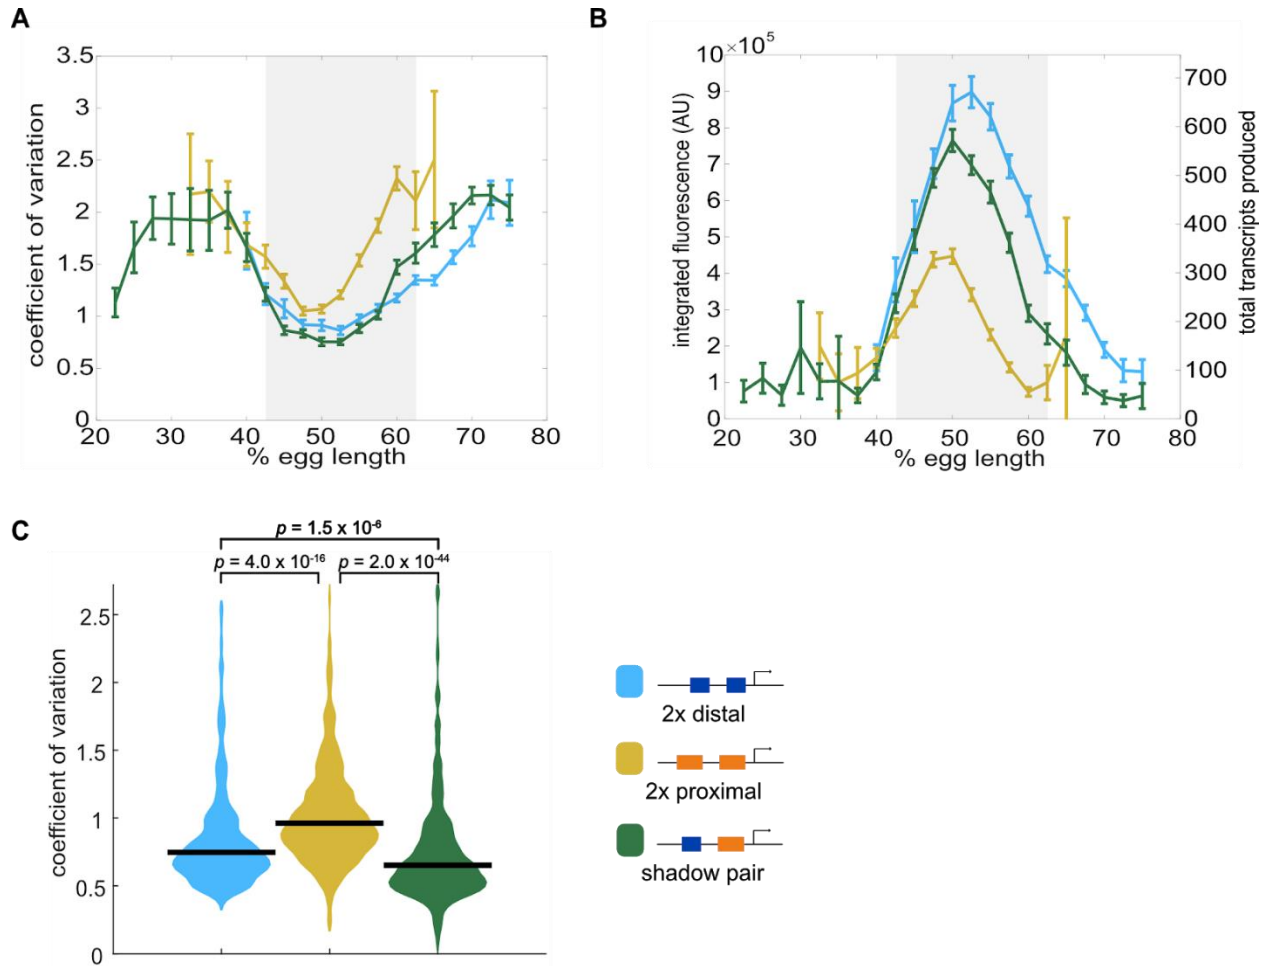 A
3.5
3
2.5
2
1.5
1
0.5
0
20 30 40 50 60 70 80
coefficient of variation
% egg length
B
10×10⁵
9
8
7
6
5
4
3
2
1
0
700
600
500
400
300
200
100
0
20 30 40 50 60 70 80
integrated fluorescence (AU)
total transcripts produced
% egg length
C
p = 1.5 x 10⁻⁶
p = 4.0 x 10⁻¹⁶ p = 2.0 x 10⁻⁴⁴
2.5
2
1.5
1
0.5
0
coefficient of variation
2x distal
2x proximal
shadow pair